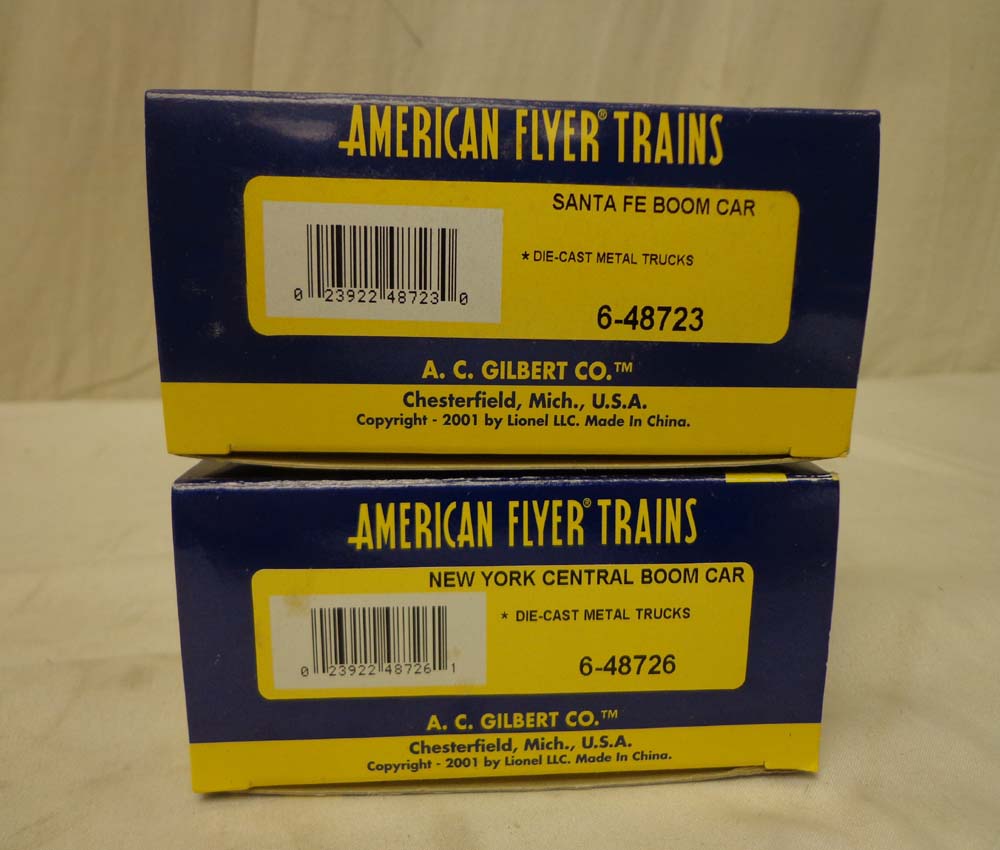 AMERICAN FLYER® TRAINS
SANTA FE BOOM CAR
* DIE-CAST METAL TRUCKS
0 23922 48723 0
6-48723
A. C. GILBERT CO.™
Chesterfield, Mich., U.S.A.
Copyright - 2001 by Lionel LLC. Made In China.
AMERICAN FLYER® TRAINS
NEW YORK CENTRAL BOOM CAR
* DIE-CAST METAL TRUCKS
0 23922 48726 1
6-48726
A. C. GILBERT CO.™
Chesterfield, Mich., U.S.A.
Copyright - 2001 by Lionel LLC. Made In China.